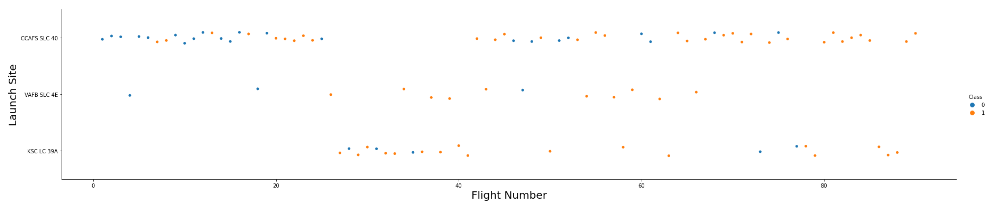 CCAFS SLC 40
VAFB SLC 4E
KSC LC 39A
Launch Site
0 20 40 60 80
Flight Number
Class
0
1